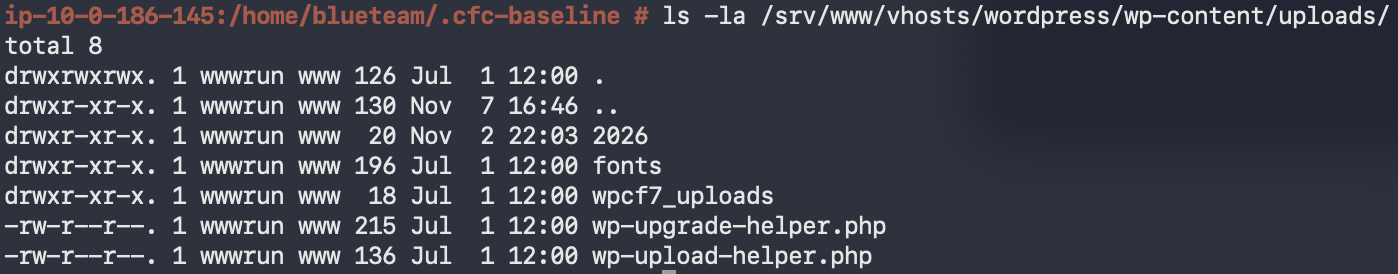 ip-10-0-186-145:/home/blueteam/.cfc-baseline # ls -la /srv/www/vhosts/wordpress/wp-content/uploads/
total 8
drwxrwxrwx. 1 wwwrun www 126 Jul  1 12:00 .
drwxr-xr-x. 1 wwwrun www 130 Nov  7 16:46 ..
drwxr-xr-x. 1 wwwrun www  20 Nov  2 22:03 2026
drwxr-xr-x. 1 wwwrun www 196 Jul  1 12:00 fonts
drwxr-xr-x. 1 wwwrun www  18 Jul  1 12:00 wpcf7_uploads
-rw-r--r--. 1 wwwrun www 215 Jul  1 12:00 wp-upgrade-helper.php
-rw-r--r--. 1 wwwrun www 136 Jul  1 12:00 wp-upload-helper.php